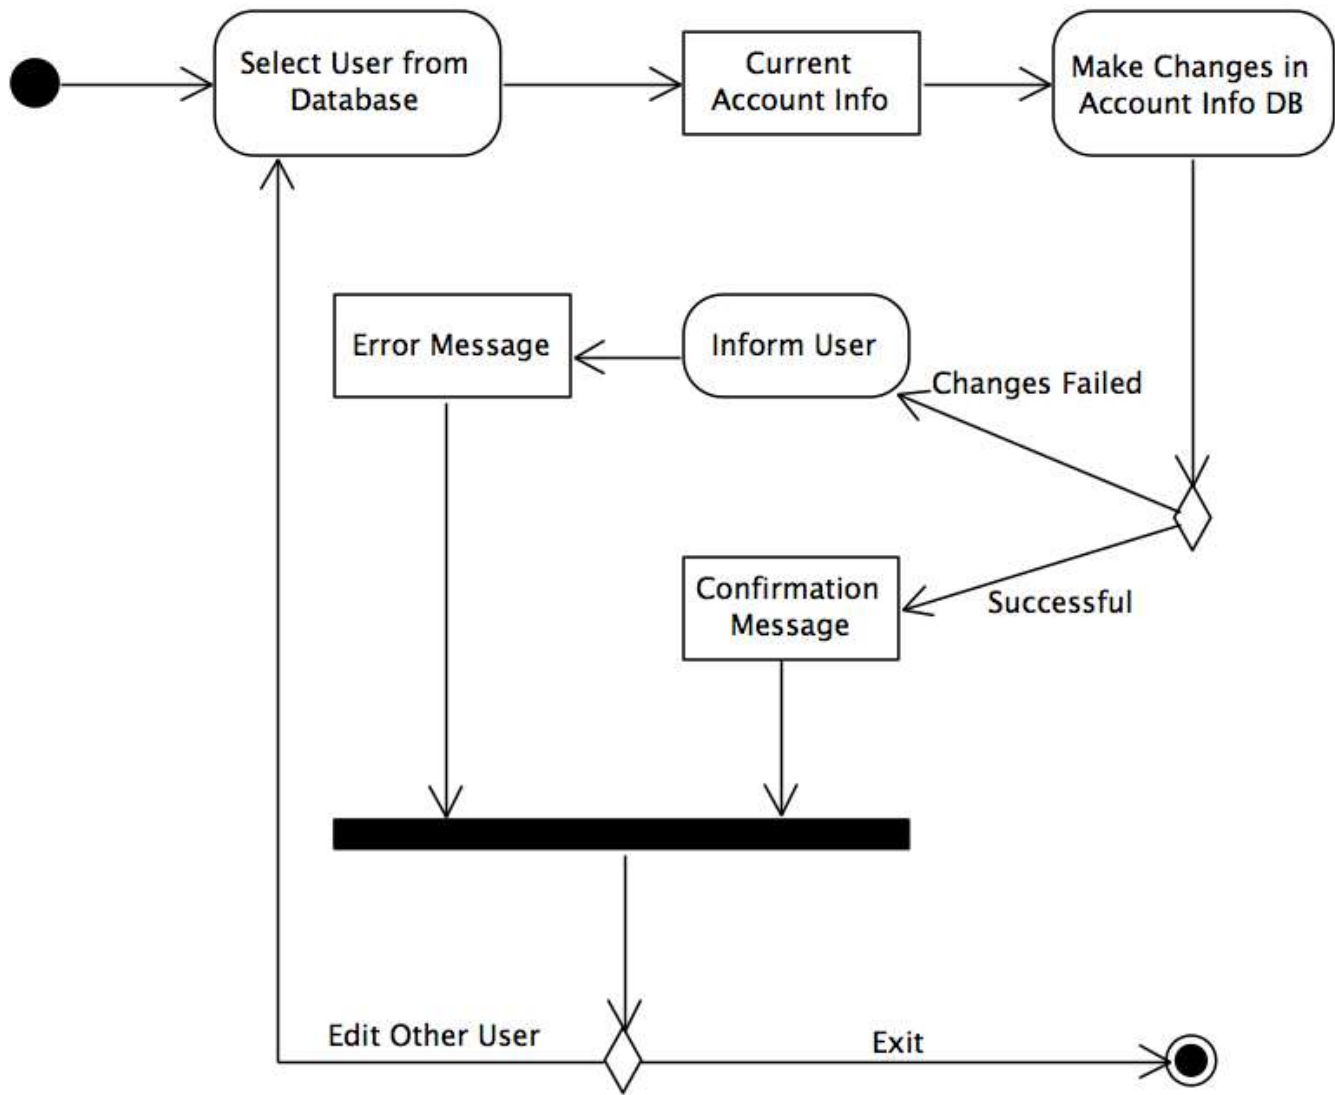 Select User from
Database
Current
Account Info
Make Changes in
Account Info DB
Error Message
Inform User
Changes Failed
Confirmation
Message
Successful
Edit Other User
Exit